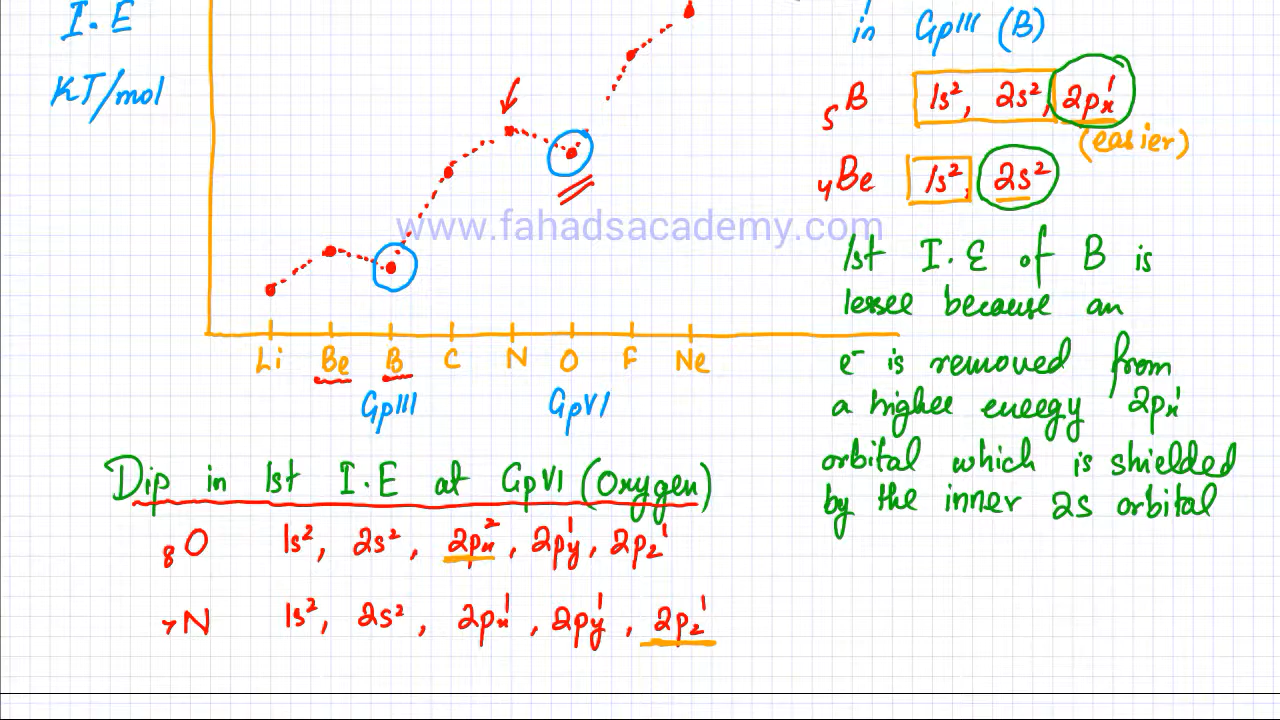 I.E
KJ/mol
in GpIII (B)
5B 1s², 2s², 2px¹
(easier)
4Be 1s², 2s²
www.fahadsacademy.com
1st I.E of B is
lesser because an
e⁻ is removed from
a higher energy 2px¹
orbital which is shielded
by the inner 2s orbital
Li Be B C N O F Ne
GpIII GpVI
Dip in 1st I.E at GpVI (Oxygen)
8O 1s², 2s², 2px², 2py¹, 2pz¹
7N 1s², 2s², 2px¹, 2py¹, 2pz¹